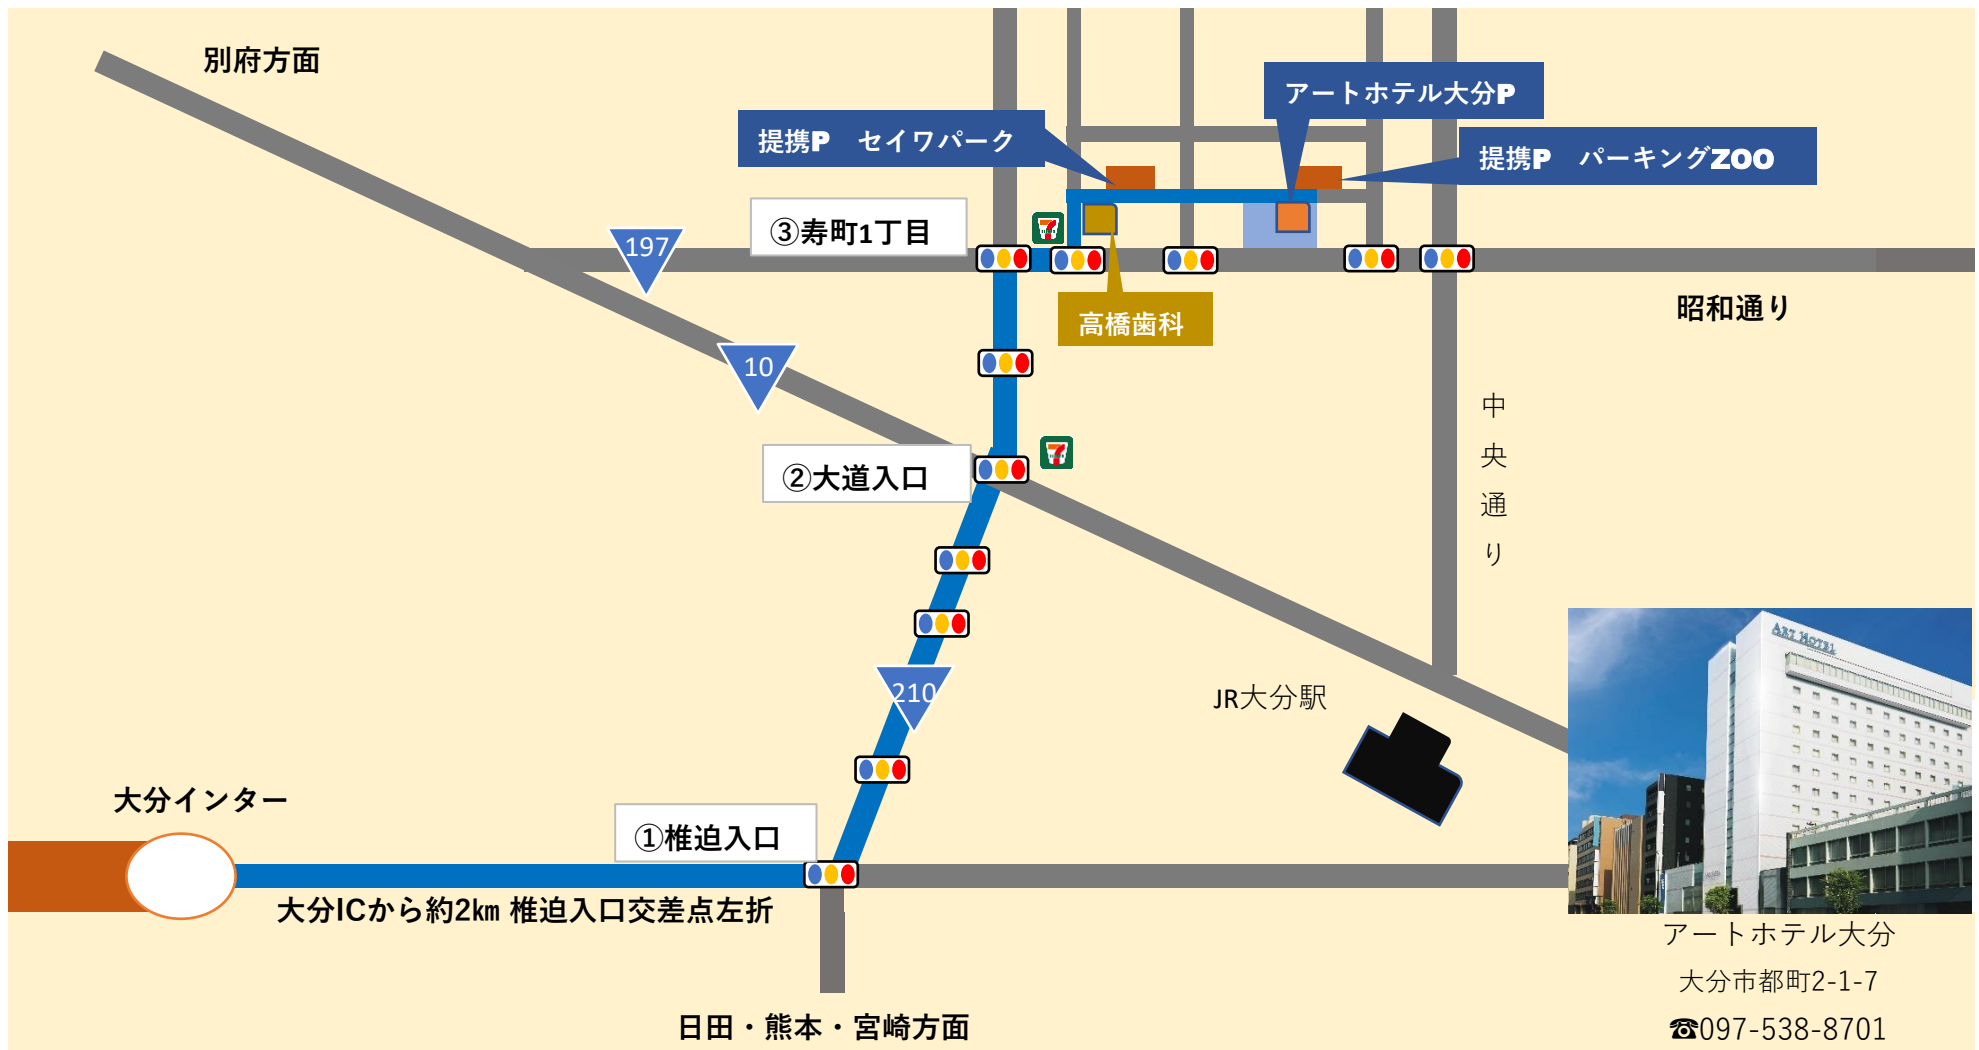 別府方面
アートホテル大分P
提携P　セイワパーク
提携P　パーキングZOO
③寿町1丁目
197
昭和通り
高橋歯科
10
中央通り
②大道入口
ART HOTEL
210
JR大分駅
大分インター
①椎迫入口
大分ICから約2㎞ 椎迫入口交差点左折
アートホテル大分
大分市都町2-1-7
日田・熊本・宮崎方面
☎097-538-8701